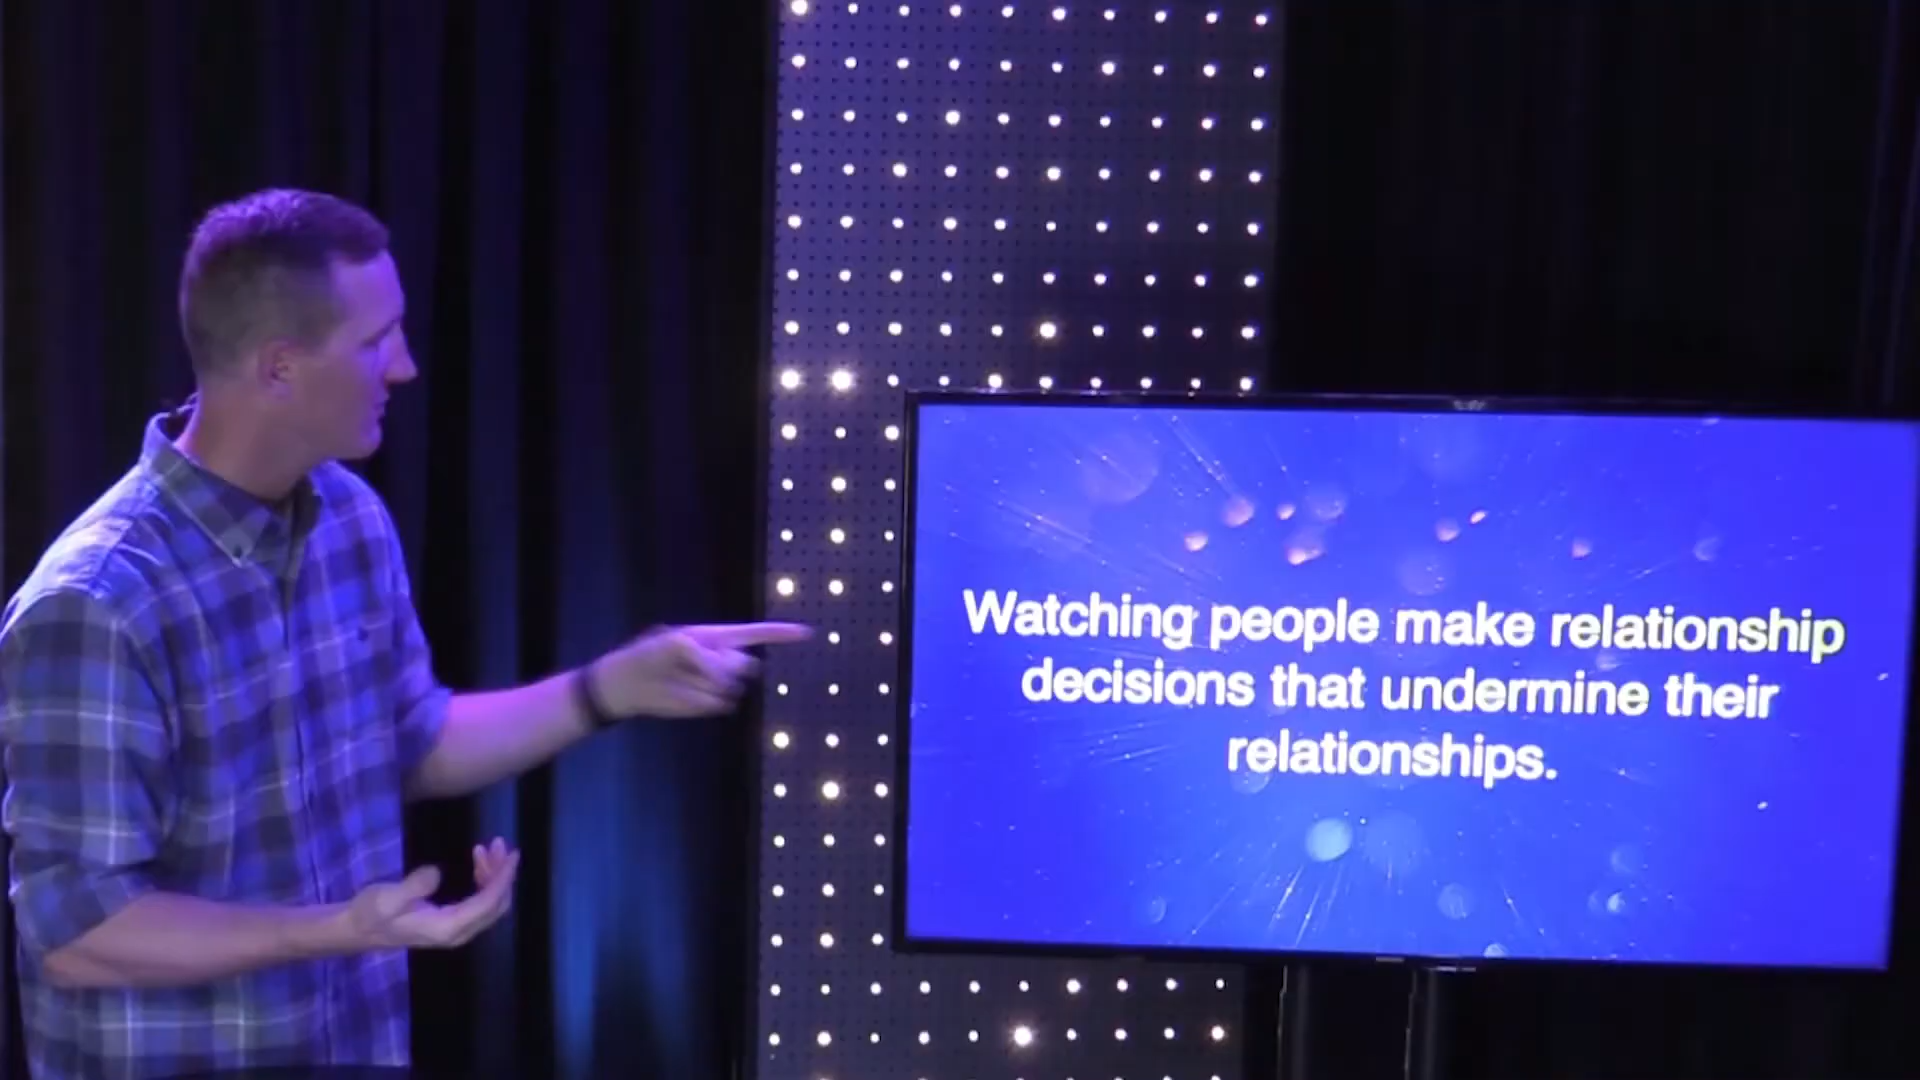 Watching people make relationship
decisions that undermine their
relationships.